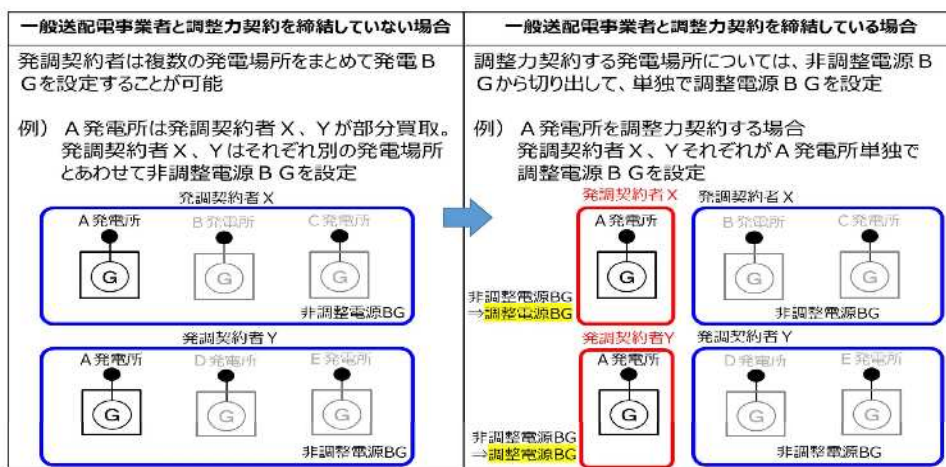 一般送配電事業者と調整力契約を締結していない場合
発調契約者は複数の発電場所をまとめて発電B
Gを設定することが可能
例） A発電所は発調契約者X、Yが部分買取。
発調契約者X、Yはそれぞれ別の発電場所
とあわせて非調整電源BGを設定
発調契約者X
A発電所 B発電所 C発電所
G G G
非調整電源BG
発調契約者Y
A発電所 D発電所 E発電所
G G G
非調整電源BG
一般送配電事業者と調整力契約を締結している場合
調整力契約する発電場所については、非調整電源B
Gから切り出して、単独で調整電源BGを設定
例） A発電所を調整力契約する場合
発調契約者X、YそれぞれがA発電所単独で
調整電源BGを設定
発調契約者X 発調契約者X
A発電所 B発電所 C発電所
G G G
非調整電源BG
⇒調整電源BG
非調整電源BG
発調契約者Y 発調契約者Y
A発電所 D発電所 E発電所
G G G
非調整電源BG
⇒調整電源BG
非調整電源BG